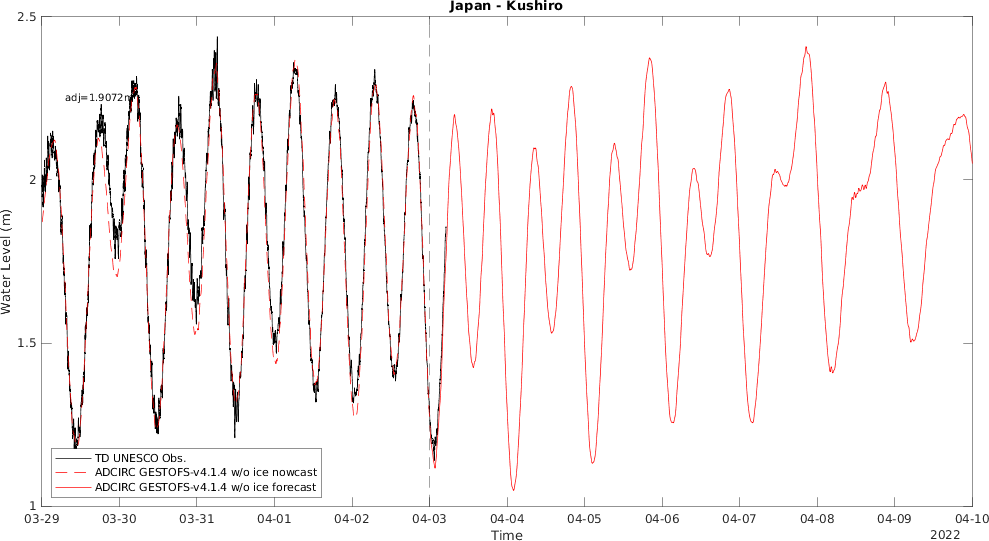 Japan - Kushiro
2.5
2
1.5
1
Water Level (m)
adj=1.9072m
TD UNESCO Obs.
ADCIRC GESTOFS-v4.1.4 w/o ice nowcast
ADCIRC GESTOFS-v4.1.4 w/o ice forecast
03-29 03-30 03-31 04-01 04-02 04-03 04-04 04-05 04-06 04-07 04-08 04-09 04-10
Time
2022